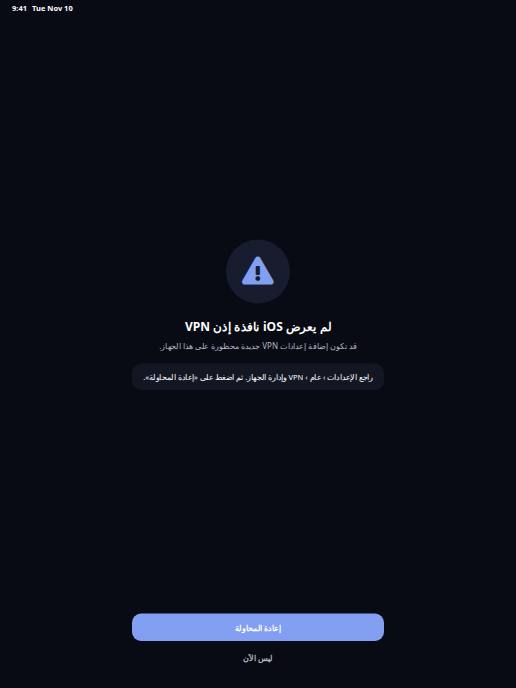 9:41 Tue Nov 10
لم يعرض iOS نافذة إذن VPN
قد تكون إضافة إعدادات VPN جديدة محظورة على هذا الجهاز.
راجع الإعدادات › عام › VPN وإدارة الجهاز. ثم اضغط على «إعادة المحاولة».
إعادة المحاولة
ليس الآن